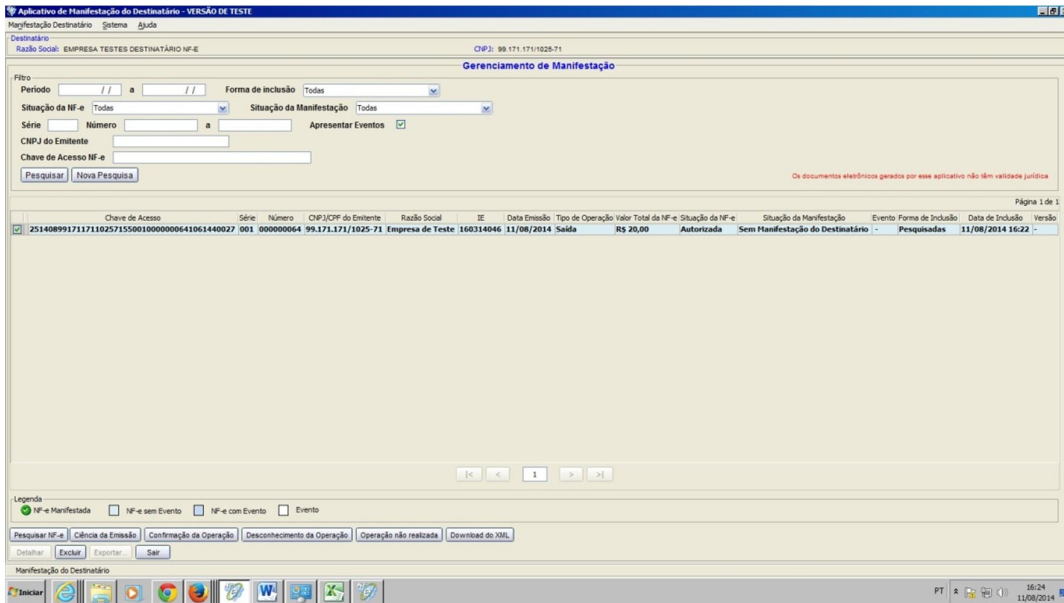 Aplicativo de Manifestação do Destinatário - VERSÃO DE TESTE
Manifestação Destinatário Sistema Ajuda
Destinatário
Razão Social: EMPRESA TESTES DESTINATÁRIO NF-E CNPJ: 99.171.171/1025-71
Gerenciamento de Manifestação
Filtro
Período / / a / / Forma de inclusão Todas
Situação da NF-e Todas Situação da Manifestação Todas
Série Número a Apresentar Eventos
CNPJ do Emitente
Chave de Acesso NF-e
Pesquisar Nova Pesquisa Os documentos eletrônicos gerados por esse aplicativo não têm validade jurídica
Página 1 de 1
Chave de Acesso Série Número CNPJ/CPF do Emitente Razão Social IE Data Emissão Tipo de Operação Valor Total da NF-e Situação da NF-e Situação da Manifestação Evento Forma de Inclusão Data de Inclusão Versão
25140899171171102571550010000000641061440027 001 000000064 99.171.171/1025-71 Empresa de Teste 160314046 11/08/2014 Saída R$ 20,00 Autorizada Sem Manifestação do Destinatário - Pesquisadas 11/08/2014 16:22 -
|< < 1 > >|
Legenda
NF-e Manifestada NF-e sem Evento NF-e com Evento Evento
Pesquisar NF-e Ciência da Emissão Confirmação da Operação Desconhecimento da Operação Operação não realizada Download do XML
Detalhar Excluir Exportar... Sair
Manifestação do Destinatário
Iniciar PT 16:24
11/08/2014